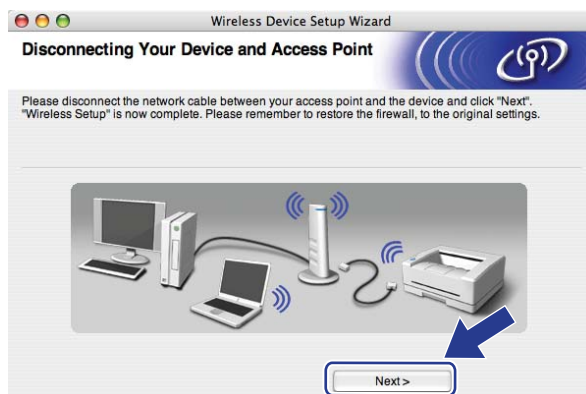 Wireless Device Setup Wizard
Disconnecting Your Device and Access Point
Please disconnect the network cable between your access point and the device and click "Next".
"Wireless Setup" is now complete. Please remember to restore the firewall, to the original settings.
Next >